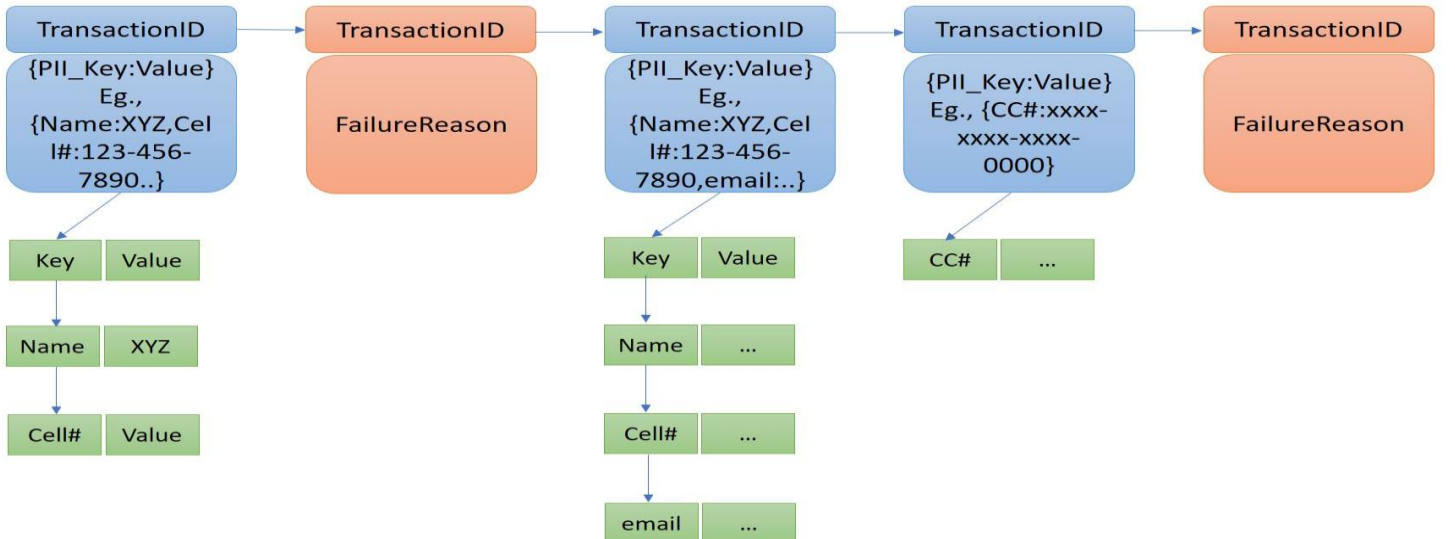 TransactionID
TransactionID
TransactionID
TransactionID
TransactionID
{PII_Key:Value}
Eg.,
{Name:XYZ,Cel
l#:123-456-
7890..}
FailureReason
{PII_Key:Value}
Eg.,
{Name:XYZ,Cel
l#:123-456-
7890,email:..}
{PII_Key:Value}
Eg., {CC#:xxxx-
xxxx-xxxx-
0000}
FailureReason
Key Value
Name XYZ
Cell# Value
Key Value
Name ...
Cell# ...
email ...
CC# ...